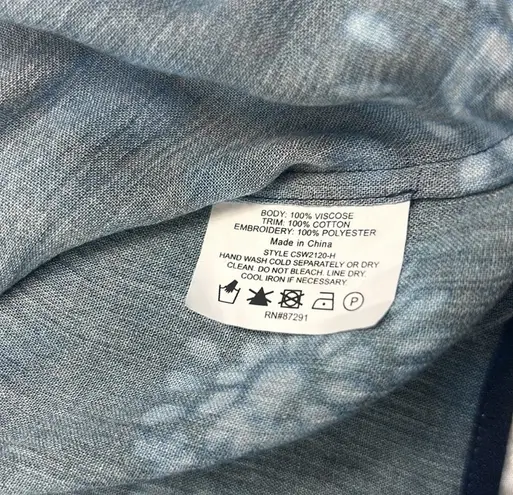 BODY: 100% VISCOSE
TRIM: 100% COTTON
EMBROIDERY: 100% POLYESTER
Made in China
STYLE CSW2120-H
HAND WASH COLD SEPARATELY OR DRY
CLEAN. DO NOT BLEACH. LINE DRY.
COOL IRON IF NECESSARY
P
RN#87291